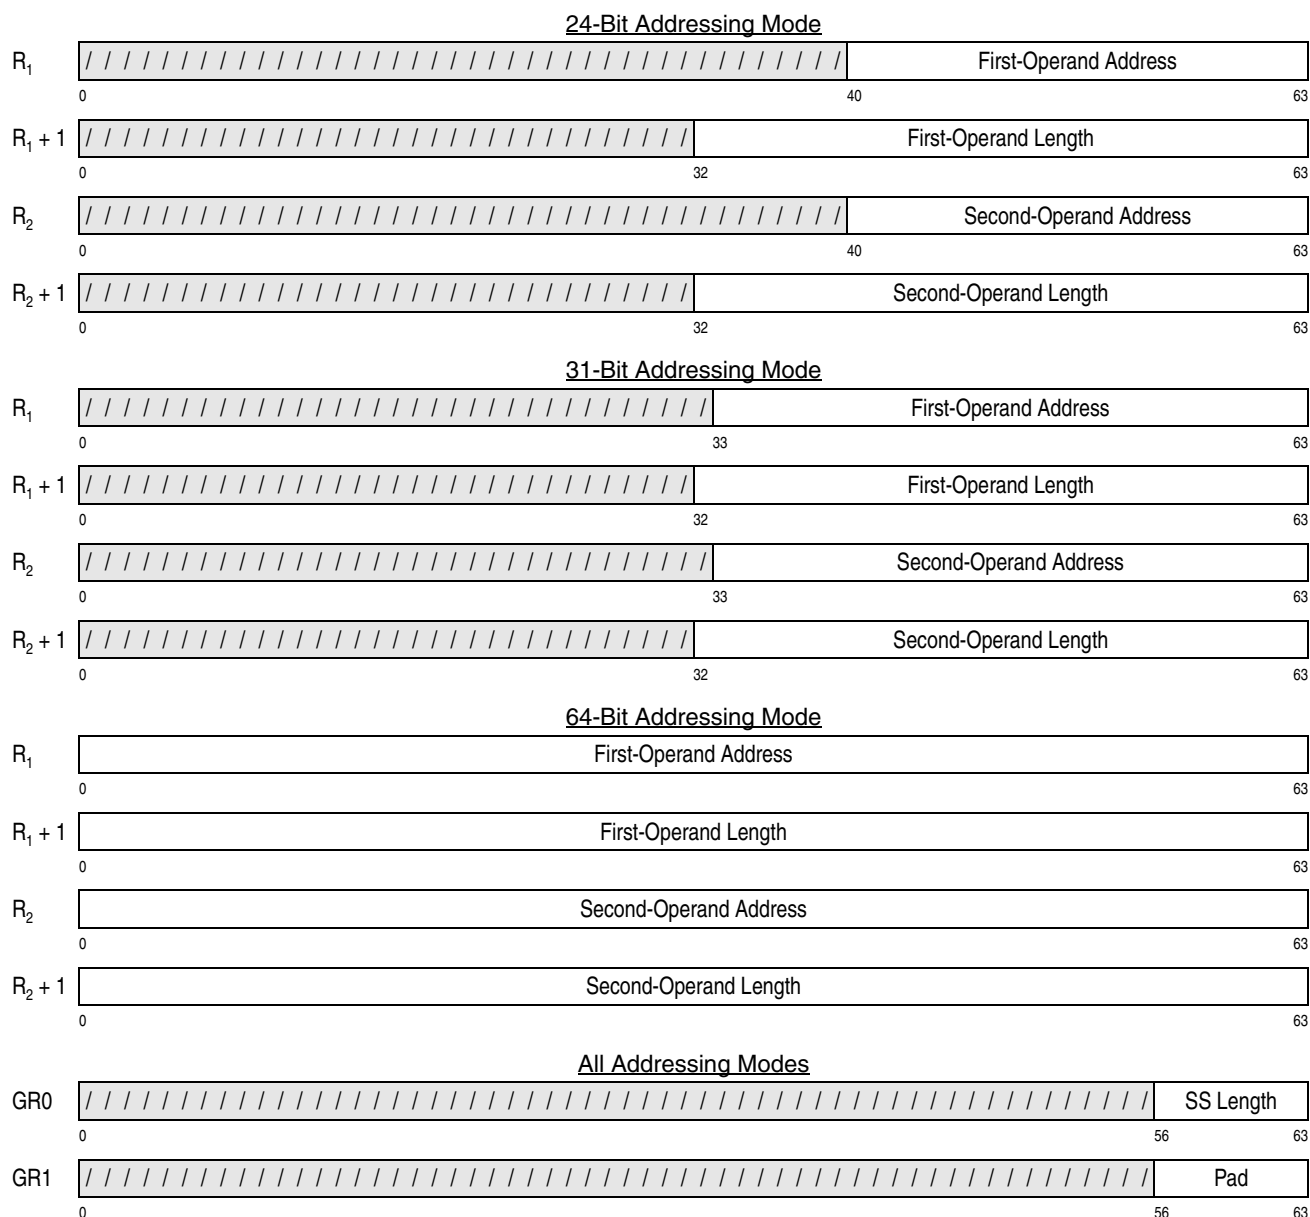 24-Bit Addressing Mode
R1 / / / / / / / / / / / / / / / / / / / / / / / / / / / / / / / / / / / / / / / / First-Operand Address
0 40 63
R1 + 1 / / / / / / / / / / / / / / / / / / / / / / / / / / / / / / / / First-Operand Length
0 32 63
R2 / / / / / / / / / / / / / / / / / / / / / / / / / / / / / / / / / / / / / / / / Second-Operand Address
0 40 63
R2 + 1 / / / / / / / / / / / / / / / / / / / / / / / / / / / / / / / / Second-Operand Length
0 32 63
31-Bit Addressing Mode
R1 / / / / / / / / / / / / / / / / / / / / / / / / / / / / / / / / / First-Operand Address
0 33 63
R1 + 1 / / / / / / / / / / / / / / / / / / / / / / / / / / / / / / / / First-Operand Length
0 32 63
R2 / / / / / / / / / / / / / / / / / / / / / / / / / / / / / / / / / Second-Operand Address
0 33 63
R2 + 1 / / / / / / / / / / / / / / / / / / / / / / / / / / / / / / / / Second-Operand Length
0 32 63
64-Bit Addressing Mode
R1 First-Operand Address
0 63
R1 + 1 First-Operand Length
0 63
R2 Second-Operand Address
0 63
R2 + 1 Second-Operand Length
0 63
All Addressing Modes
GR0 / / / / / / / / / / / / / / / / / / / / / / / / / / / / / / / / / / / / / / / / / / / / / / / / / / / / / / / / SS Length
0 56 63
GR1 / / / / / / / / / / / / / / / / / / / / / / / / / / / / / / / / / / / / / / / / / / / / / / / / / / / / / / / / Pad
0 56 63